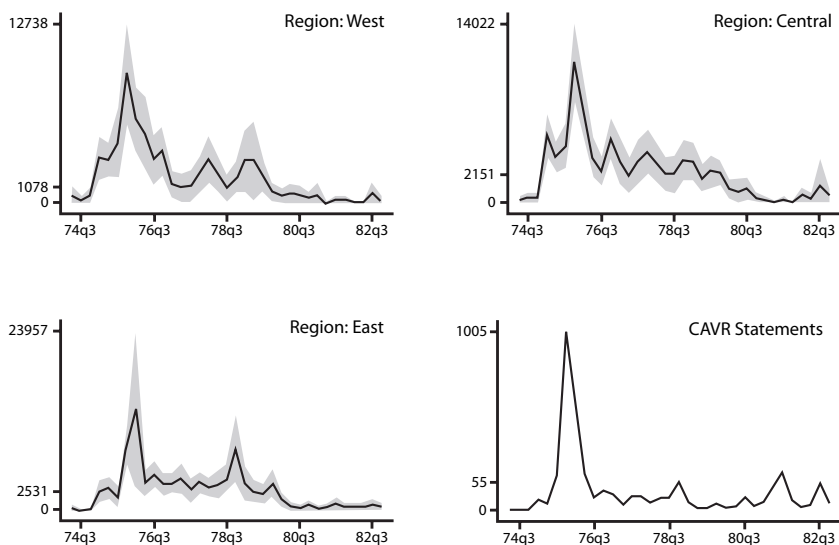 Region: West
12738
1078
0
74q3 76q3 78q3 80q3 82q3
Region: Central
14022
2151
0
74q3 76q3 78q3 80q3 82q3
Region: East
23957
2531
0
74q3 76q3 78q3 80q3 82q3
CAVR Statements
1005
55
0
74q3 76q3 78q3 80q3 82q3